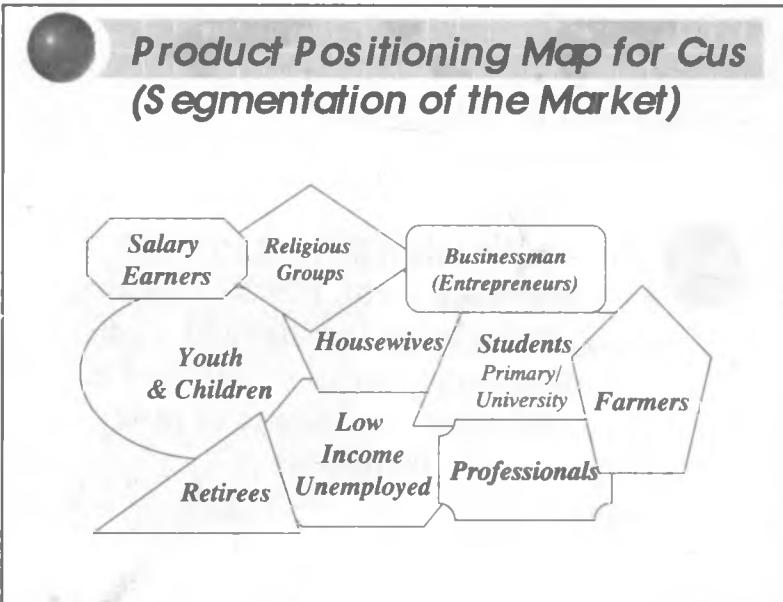 Product Positioning Map for Cus
(Segmentation of the Market)
Salary
Earners
Religious
Groups
Businessman
(Entrepreneurs)
Youth
& Children
Housewives
Students
Primary/
University
Farmers
Retirees
Low
Income
Unemployed
Professionals